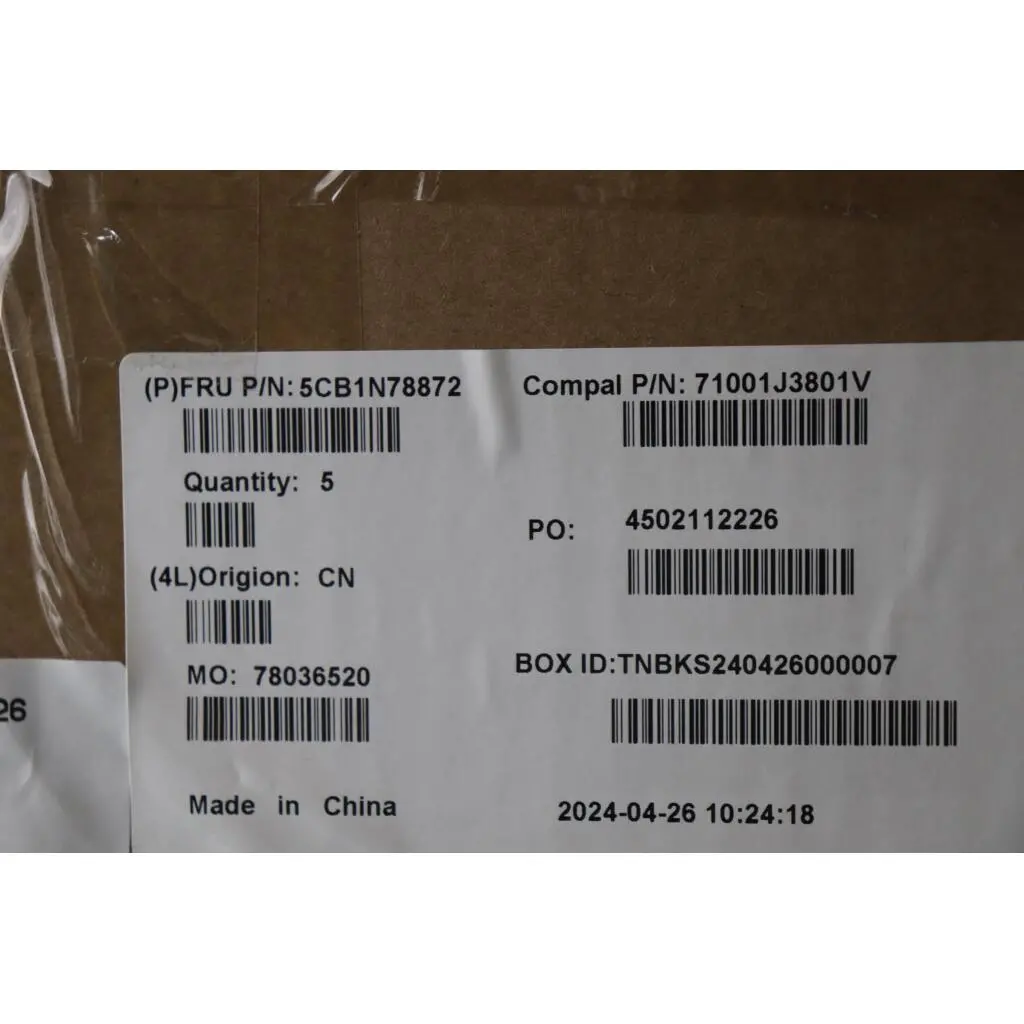 (P)FRU P/N: 5CB1N78872
Compal P/N: 71001J3801V
Quantity: 5
PO: 4502112226
(4L)Origion: CN
BOX ID:TNBKS240426000007
MO: 78036520
26
Made in China
2024-04-26 10:24:18